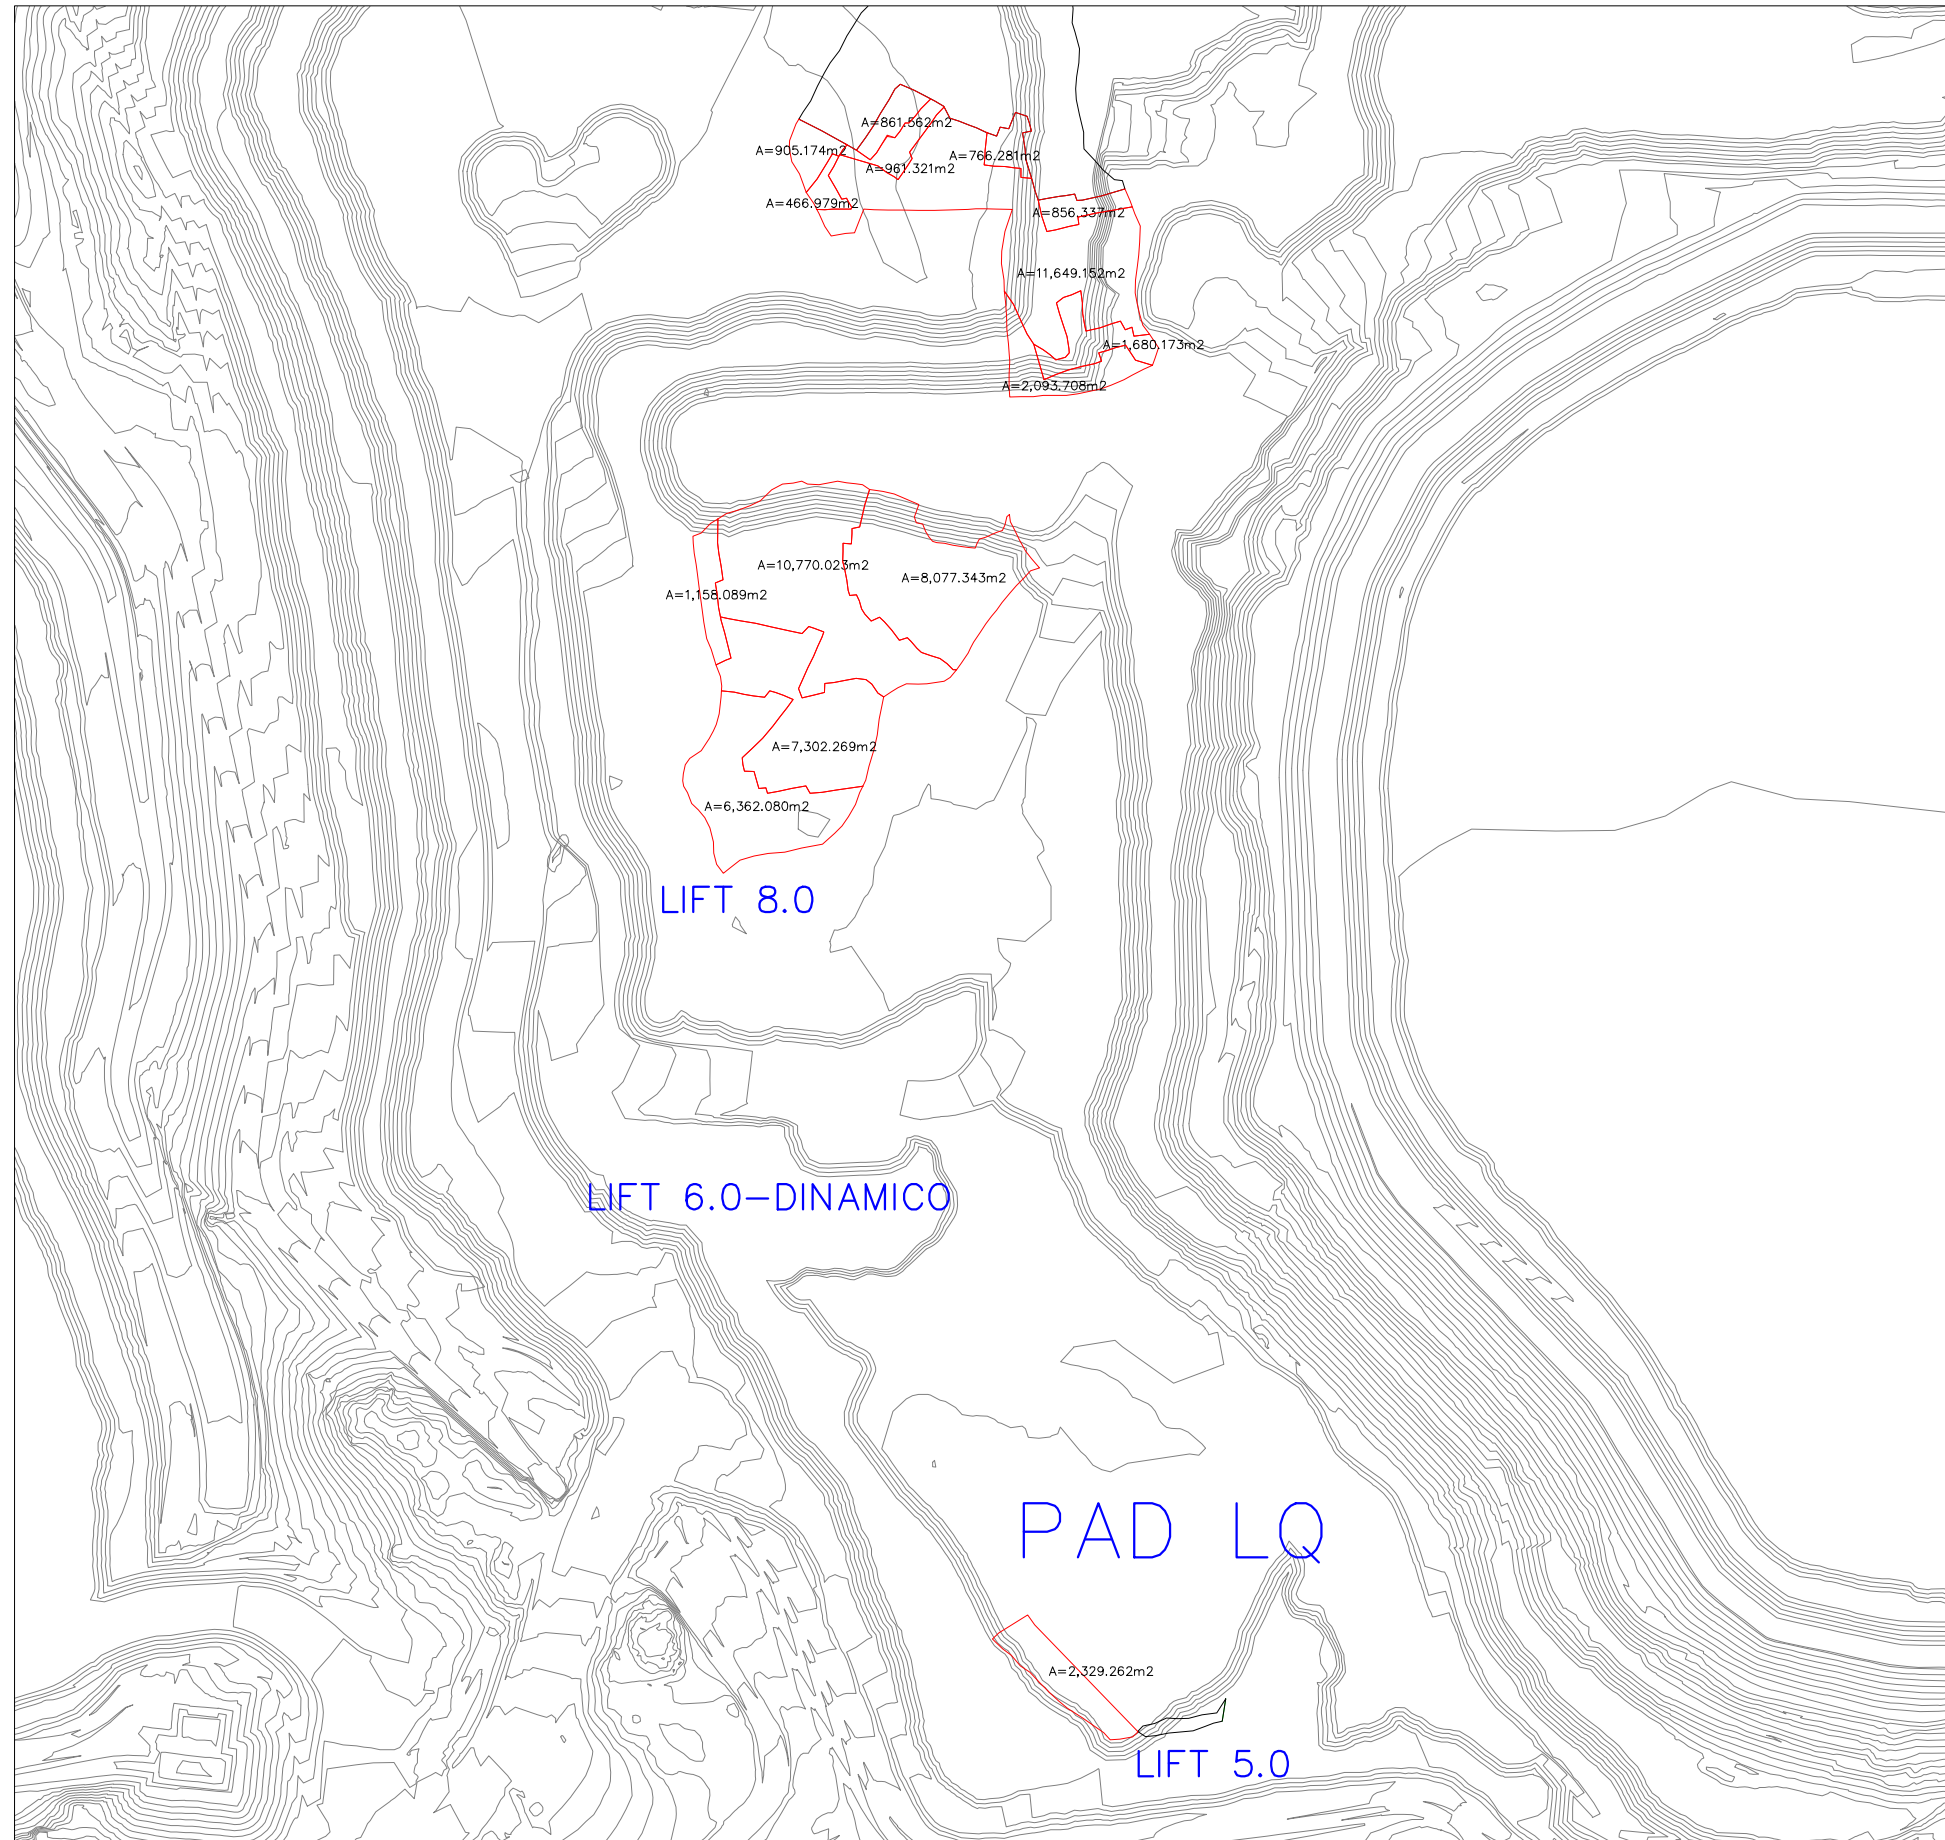 A=861.562m2
A=905.174m2
A=766.281m2
A=961.321m2
A=466.979m2
A=856.337m2
A=11,649.152m2
A=1,680.173m2
A=2,093.708m2
A=10,770.023m2
A=8,077.343m2
A=1,158.089m2
A=7,302.269m2
A=6,362.080m2
LIFT 8.0
LIFT 6.0-DINAMICO
PAD LQ
A=2,329.262m2
LIFT 5.0